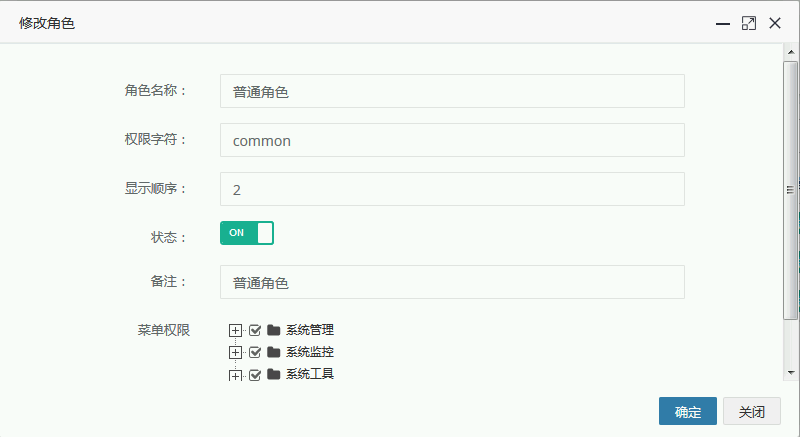 修改角色
角色名称：
普通角色
权限字符：
common
显示顺序：
2
状态：
ON
备注：
普通角色
菜单权限
系统管理
系统监控
系统工具
确定
关闭